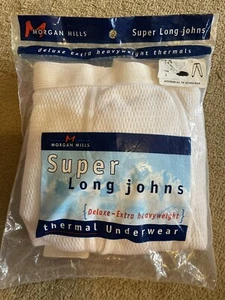 MORGAN HILLS
Super Long-johns
deluxe extra heavyweight thermals
MORGAN HILLS
Super
Long johns
{Deluxe-Extra heavyweight}
thermal Underwear